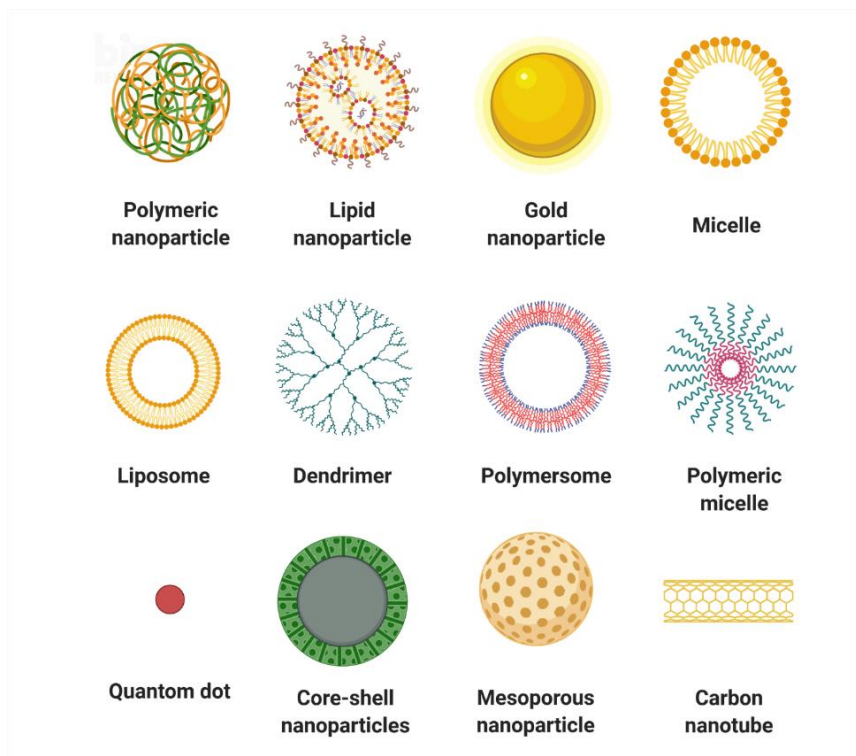 Polymeric
nanoparticle
Lipid
nanoparticle
Gold
nanoparticle
Micelle
Liposome
Dendrimer
Polymersome
Polymeric
micelle
Quantom dot
Core-shell
nanoparticles
Mesoporous
nanoparticle
Carbon
nanotube